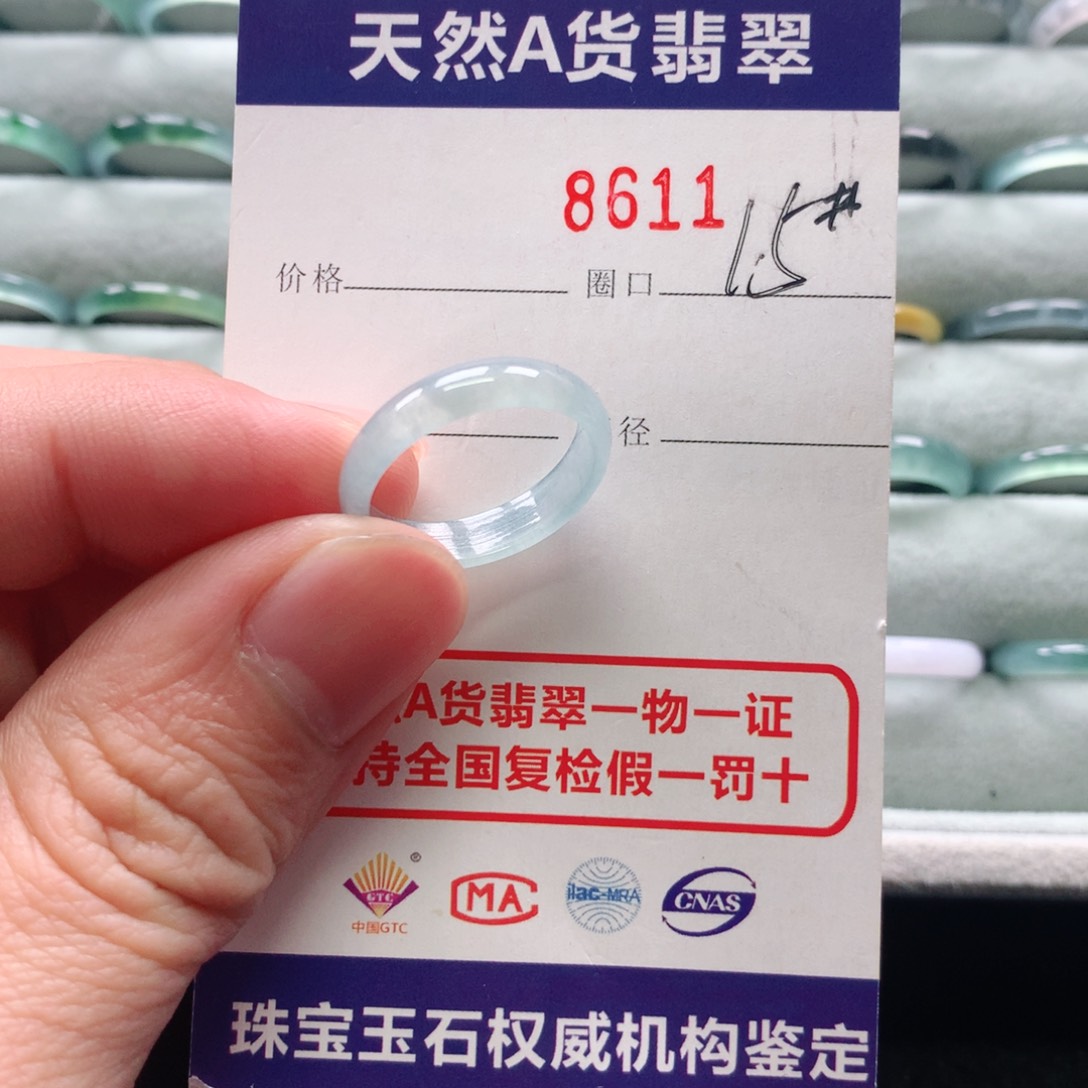 天然A货翡翠
8611
价格 圈口 15#
径
A货翡翠一物一证
持全国复检假一罚十
GTC ® MA ilac-MRA CNAS
中国GTC
珠宝玉石权威机构鉴定